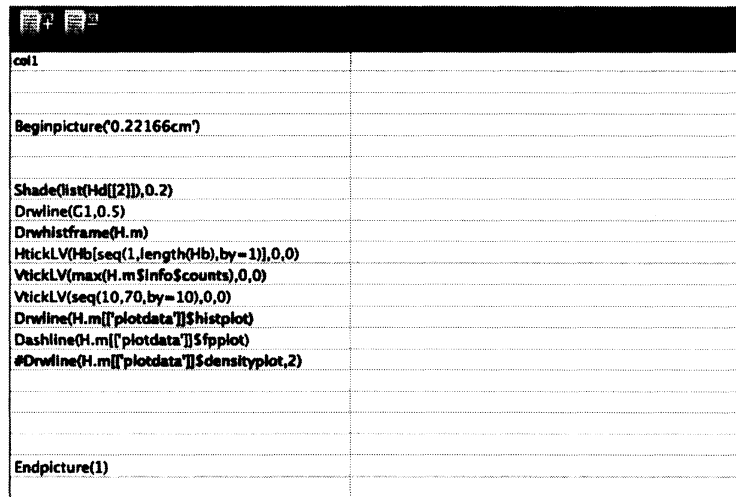 col1
Beginpicture('0.22166cm')
Shade(list(Hd[[2]]),0.2)
Drwline(G1,0.5)
Drwhistframe(H.m)
HtickLV(Hb[seq(1,length(Hb),by=1)],0,0)
VtickLV(max(H.m$info$counts),0,0)
VtickLV(seq(10,70,by=10),0,0)
Drwline(H.m[['plotdata']]$histplot)
Dashline(H.m[['plotdata']]$fpplot)
#Drwline(H.m[['plotdata']]$densityplot,2)
Endpicture(1)